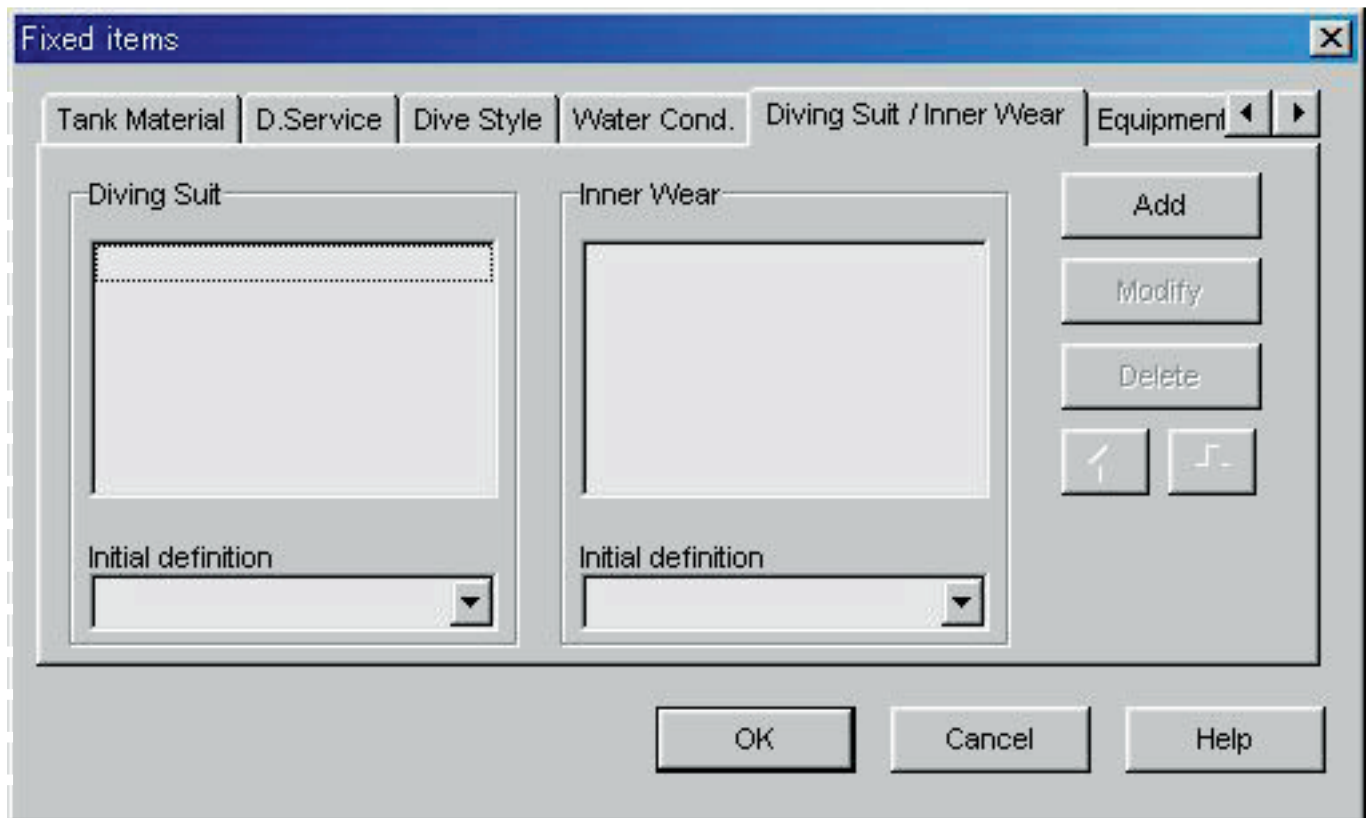 Fixed items
Tank Material D.Service Dive Style Water Cond. Diving Suit / Inner Wear Equipment
Diving Suit Inner Wear Add
Modify
Delete
Initial definition Initial definition
OK Cancel Help